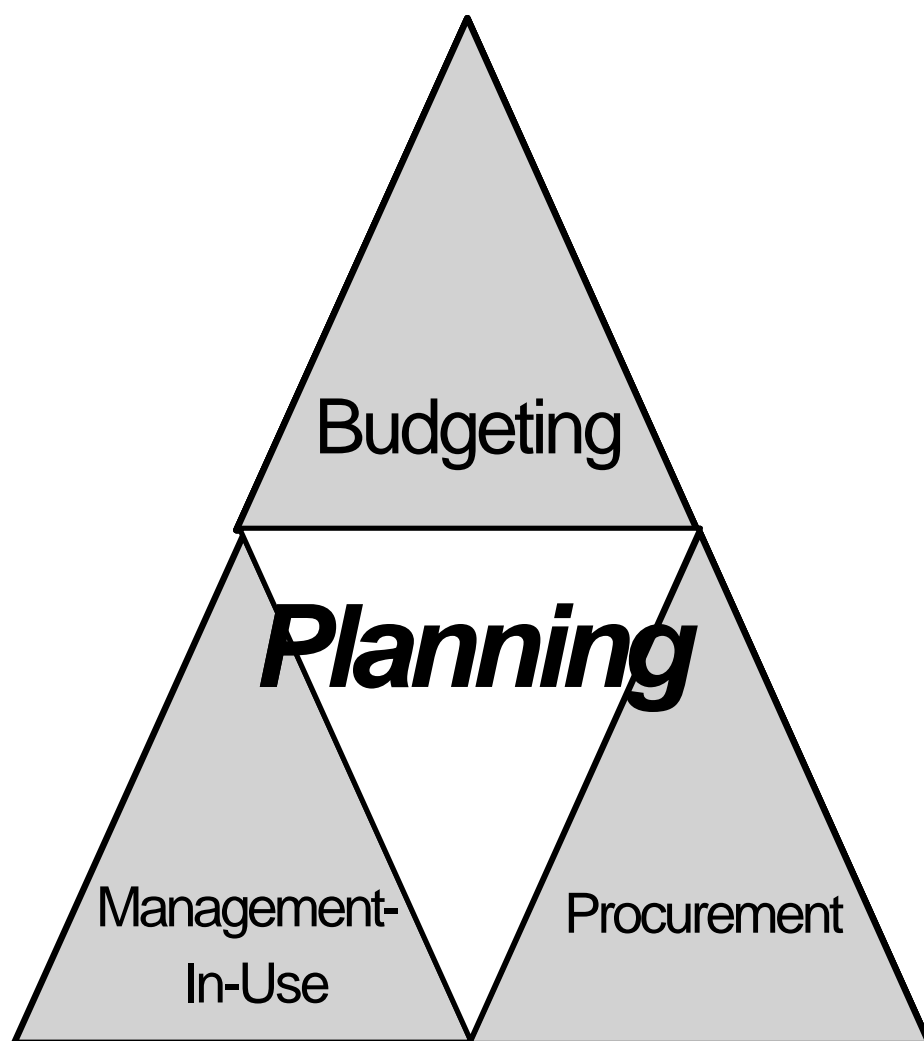 Budgeting
Planning
Management-
In-Use
Procurement